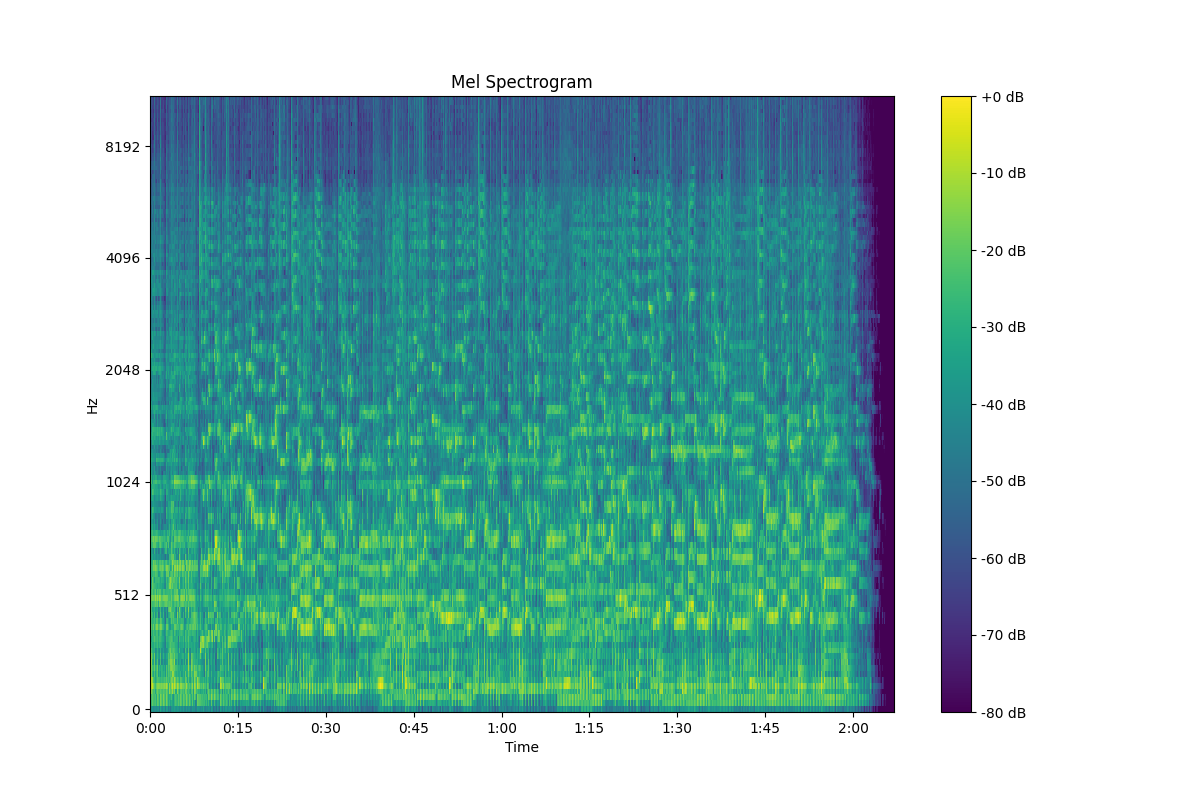 Mel Spectrogram
+0 dB
8192
-10 dB
4096
-20 dB
-30 dB
2048
Hz
-40 dB
1024
-50 dB
-60 dB
512
-70 dB
0
-80 dB
0:00 0:15 0:30 0:45 1:00 1:15 1:30 1:45 2:00
Time